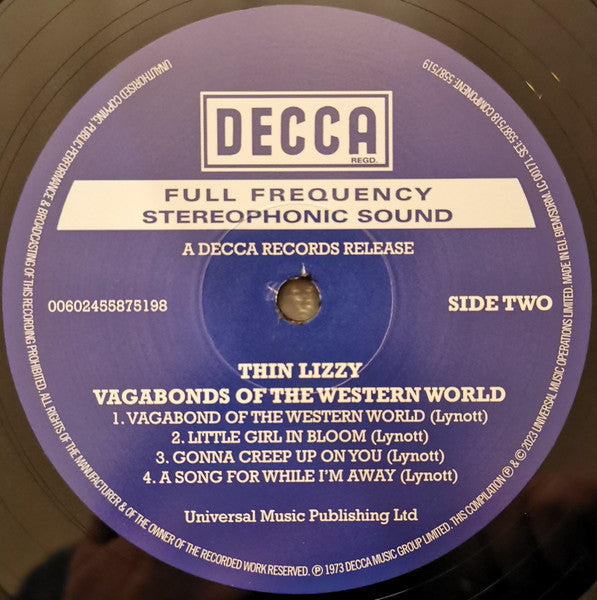 DECCA
REGD.
FULL FREQUENCY
STEREOPHONIC SOUND
A DECCA RECORDS RELEASE
00602455875198
SIDE TWO
THIN LIZZY
VAGABONDS OF THE WESTERN WORLD
1. VAGABOND OF THE WESTERN WORLD (Lynott)
2. LITTLE GIRL IN BLOOM (Lynott)
3. GONNA CREEP UP ON YOU (Lynott)
4. A SONG FOR WHILE I'M AWAY (Lynott)
Universal Music Publishing Ltd
UNAUTHORISED COPYING, PUBLIC PERFORMANCE & BROADCASTING OF THIS RECORDING PROHIBITED. ALL RIGHTS OF THE MANUFACTURER & OF THE OWNER OF THE RECORDED WORK RESERVED. ℗ 1973 DECCA MUSIC GROUP LIMITED. THIS COMPILATION ℗ & © 2023 UNIVERSAL MUSIC OPERATIONS LIMITED. MADE IN EU. BIEM/SDRM. LC 00171. SET: 5587518 COMPONENT: 5587519